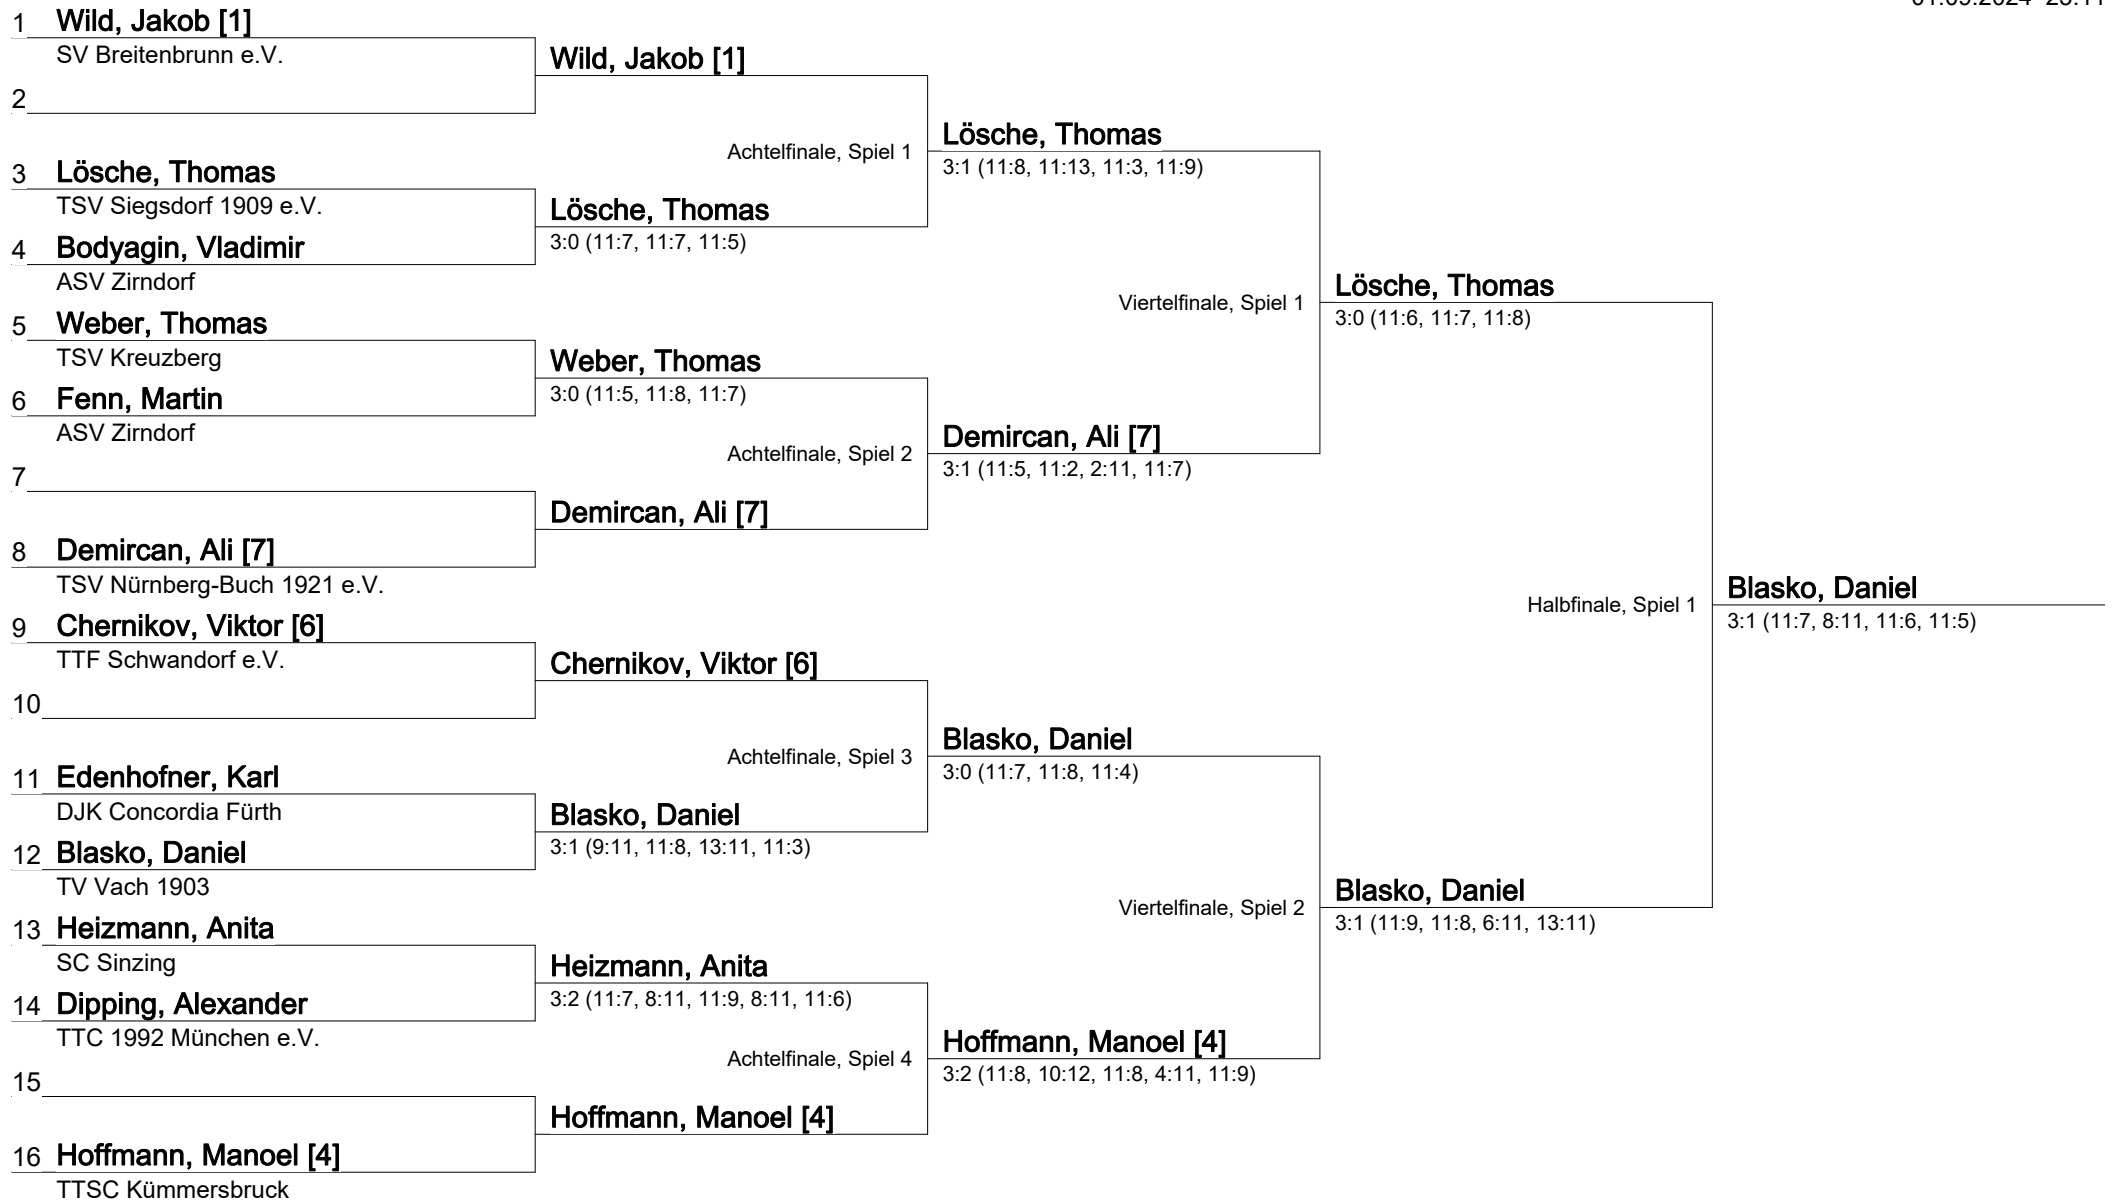 1 Wild, Jakob [1]
SV Breitenbrunn e.V.
Wild, Jakob [1]
2
Achtelfinale, Spiel 1
Lösche, Thomas
3:1 (11:8, 11:13, 11:3, 11:9)
3 Lösche, Thomas
TSV Siegsdorf 1909 e.V.
Lösche, Thomas
3:0 (11:7, 11:7, 11:5)
4 Bodyagin, Vladimir
ASV Zirndorf
Viertelfinale, Spiel 1
Lösche, Thomas
3:0 (11:6, 11:7, 11:8)
5 Weber, Thomas
TSV Kreuzberg
Weber, Thomas
3:0 (11:5, 11:8, 11:7)
6 Fenn, Martin
ASV Zirndorf
Achtelfinale, Spiel 2
Demircan, Ali [7]
3:1 (11:5, 11:2, 2:11, 11:7)
7
Demircan, Ali [7]
8 Demircan, Ali [7]
TSV Nürnberg-Buch 1921 e.V.
Halbfinale, Spiel 1
Blasko, Daniel
3:1 (11:7, 8:11, 11:6, 11:5)
9 Chernikov, Viktor [6]
TTF Schwandorf e.V.
Chernikov, Viktor [6]
10
Achtelfinale, Spiel 3
Blasko, Daniel
3:0 (11:7, 11:8, 11:4)
11 Edenhofner, Karl
DJK Concordia Fürth
Blasko, Daniel
3:1 (9:11, 11:8, 13:11, 11:3)
12 Blasko, Daniel
TV Vach 1903
Viertelfinale, Spiel 2
Blasko, Daniel
3:1 (11:9, 11:8, 6:11, 13:11)
13 Heizmann, Anita
SC Sinzing
Heizmann, Anita
3:2 (11:7, 8:11, 11:9, 8:11, 11:6)
14 Dipping, Alexander
TTC 1992 München e.V.
Achtelfinale, Spiel 4
Hoffmann, Manoel [4]
3:2 (11:8, 10:12, 11:8, 4:11, 11:9)
15
Hoffmann, Manoel [4]
16 Hoffmann, Manoel [4]
TTSC Kümmersbruck